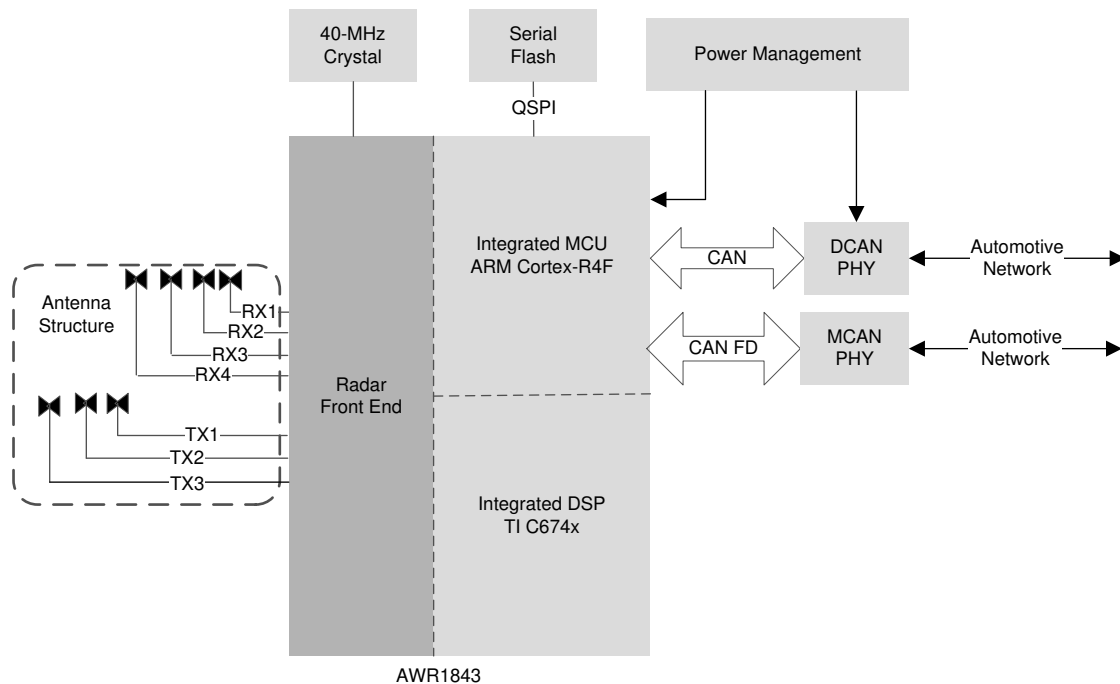 40-MHz
Crystal
Serial
Flash
Power Management
QSPI
Integrated MCU
ARM Cortex-R4F
CAN
DCAN
PHY
Automotive
Network
Antenna
Structure
RX1
RX2
RX3
RX4
CAN FD
MCAN
PHY
Automotive
Network
Radar
Front End
TX1
TX2
TX3
Integrated DSP
TI C674x
AWR1843